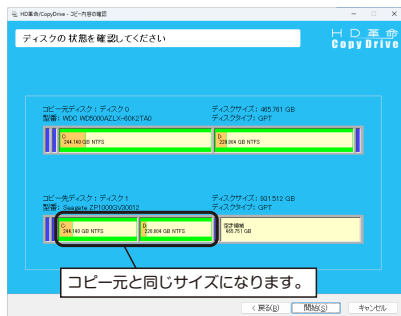 HD革命/CopyDrive - コピー内容の確認
ディスクの状態を確認してください
HD革命
CopyDrive
コピー元ディスク：ディスク 0
ディスクサイズ：465.761 GB
型番：WDC WD5000AZLX-60K2TA0
ディスクタイプ：GPT
C:
244.140 GB NTFS
D:
220.804 GB NTFS
コピー先ディスク：ディスク 1
ディスクサイズ：931.512 GB
型番：Seagate ZP1000GV30012
ディスクタイプ：GPT
C:
244.140 GB NTFS
D:
220.804 GB NTFS
空き領域
465.751 GB
コピー元と同じサイズになります。
< 戻る(B)
開始(S)
キャンセル